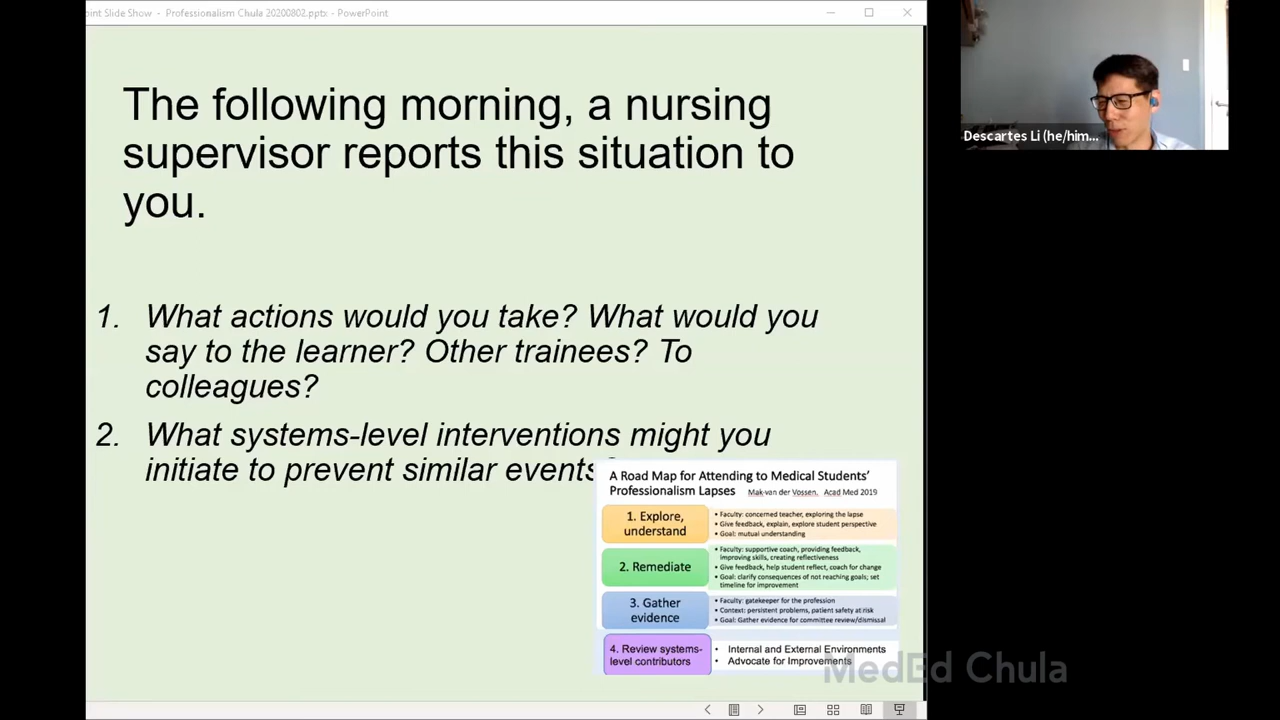 oint Slide Show - Professionalism Chula 20200802.pptx - PowerPoint
The following morning, a nursing
supervisor reports this situation to
you.
1. What actions would you take? What would you
say to the learner? Other trainees? To
colleagues?
2. What systems-level interventions might you
initiate to prevent similar events?
A Road Map for Attending to Medical Students’
Professionalism Lapses Mak-van der Vossen, Acad Med 2019
1. Explore,
understand
• Faculty: concerned teacher, exploring the lapse
• Give feedback, explain, explore student perspective
• Goal: mutual understanding
2. Remediate
• Faculty: supportive coach, providing feedback,
improving skills, creating reflectiveness
• Give feedback, help student reflect, coach for change
• Goal: clarify consequences of not reaching goals; set
timeline for improvement
3. Gather
evidence
• Faculty: gatekeeper for the profession
• Context: persistent problems, patient safety at risk
• Goal: Gather evidence for committee review/dismissal
4. Review systems-
level contributors
• Internal and External Environments
• Advocate for Improvements
MedEd Chula
Descartes Li (he/him...